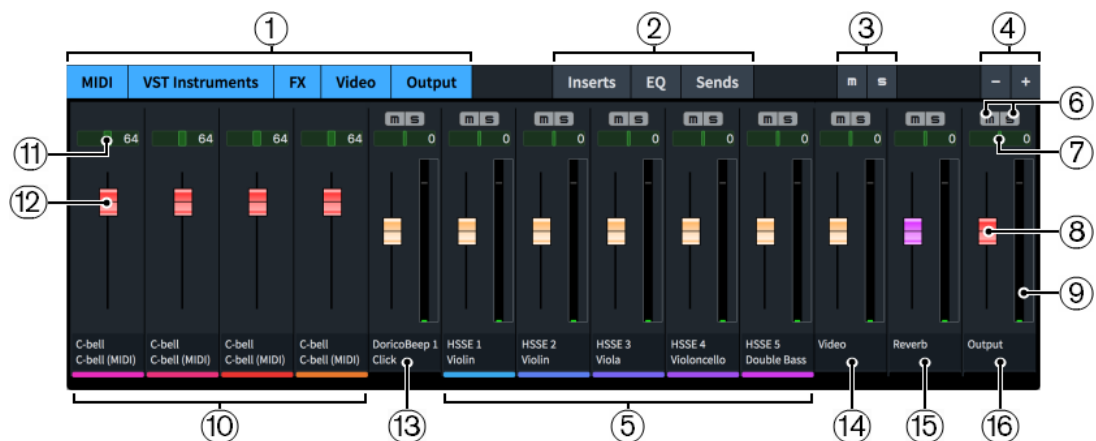 ① ② ③ ④
MIDI VST Instruments FX Video Output Inserts EQ Sends m s − +
m s m s m s m s m s m s m s m s m s ⑥
⑪ 64 64 64 64 0 0 0 0 0 0 0 0 0 ⑦
⑫ ⑧
⑨
C-bell C-bell C-bell C-bell DoricoBeep 1 HSSE 1 HSSE 2 HSSE 3 HSSE 4 HSSE 5 Video Reverb Output
C-bell (MIDI) C-bell (MIDI) C-bell (MIDI) C-bell (MIDI) Click Violin Violin Viola Violoncello Double Bass
⑩ ⑬ ⑤ ⑭ ⑮ ⑯